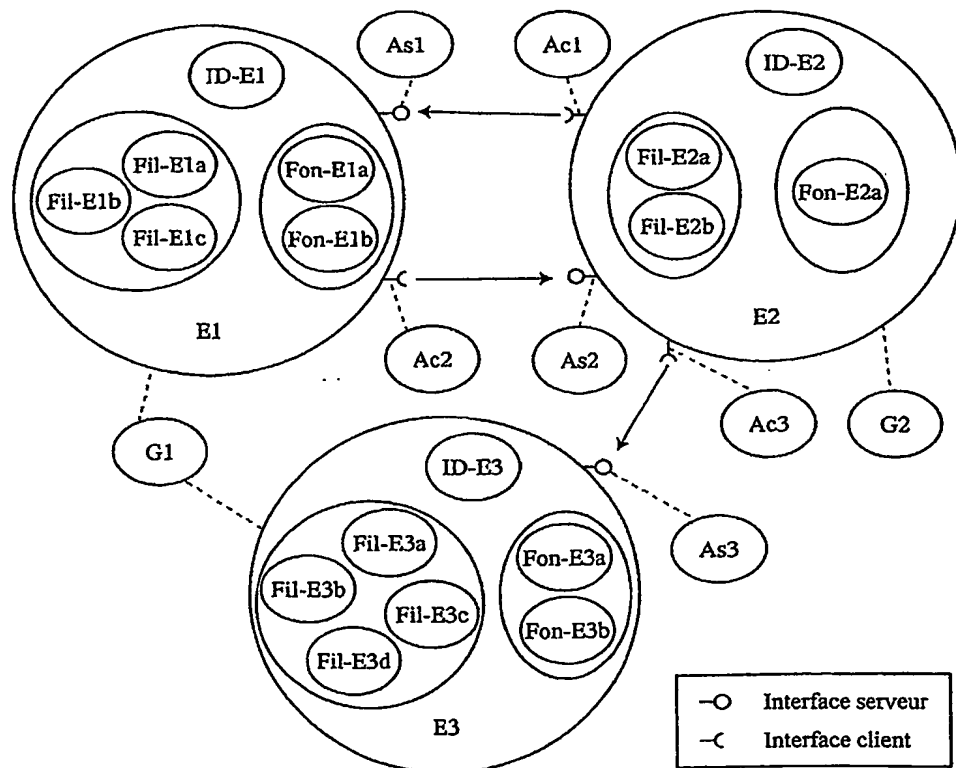 As1
Ac1
ID-E1
ID-E2
Fil-E1a
Fil-E1b
Fil-E1c
Fon-E1a
Fon-E1b
Fil-E2a
Fil-E2b
Fon-E2a
E1
E2
Ac2
As2
Ac3
G2
G1
ID-E3
As3
Fil-E3a
Fil-E3b
Fil-E3c
Fil-E3d
Fon-E3a
Fon-E3b
E3
Interface serveur
Interface client